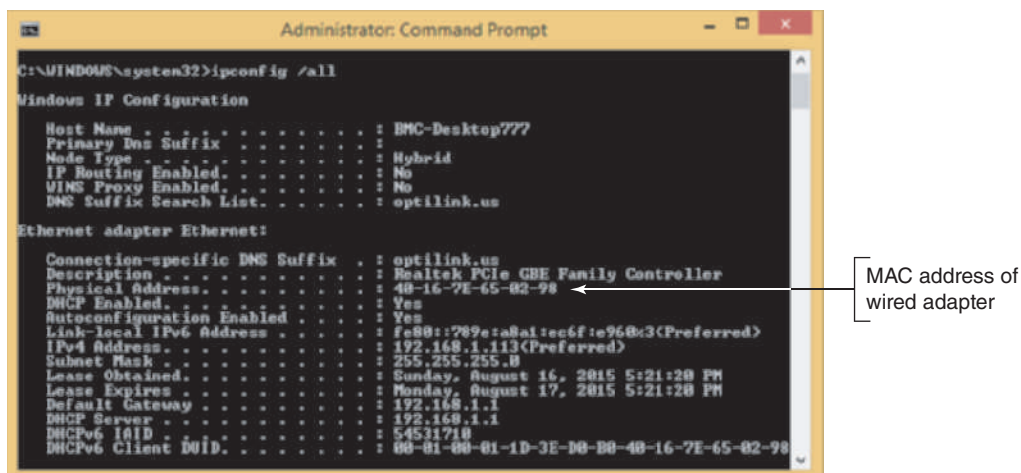 Administrator: Command Prompt
C:\WINDOWS\system32>ipconfig /all
Windows IP Configuration
Host Name . . . . . . . . . . . . : BMC-Desktop777
Primary Dns Suffix . . . . . . . :
Node Type . . . . . . . . . . . . : Hybrid
IP Routing Enabled. . . . . . . . : No
WINS Proxy Enabled. . . . . . . . : No
DNS Suffix Search List. . . . . . : optilink.us
Ethernet adapter Ethernet:
Connection-specific DNS Suffix . : optilink.us
Description . . . . . . . . . . . : Realtek PCIe GBE Family Controller
Physical Address. . . . . . . . . : 40-16-7E-65-02-98
DHCP Enabled. . . . . . . . . . . : Yes
Autoconfiguration Enabled . . . . : Yes
Link-local IPv6 Address . . . . . : fe80::789e:a8a1:ec6f:e960%3(Preferred)
IPv4 Address. . . . . . . . . . . : 192.168.1.113(Preferred)
Subnet Mask . . . . . . . . . . . : 255.255.255.0
Lease Obtained. . . . . . . . . . : Sunday, August 16, 2015 5:21:20 PM
Lease Expires . . . . . . . . . . : Monday, August 17, 2015 5:21:20 PM
Default Gateway . . . . . . . . . : 192.168.1.1
DHCP Server . . . . . . . . . . . : 192.168.1.1
DHCPv6 IAID . . . . . . . . . . . : 54531710
DHCPv6 Client DUID. . . . . . . . : 00-01-00-01-1D-3E-D0-B0-40-16-7E-65-02-98
MAC address of
wired adapter